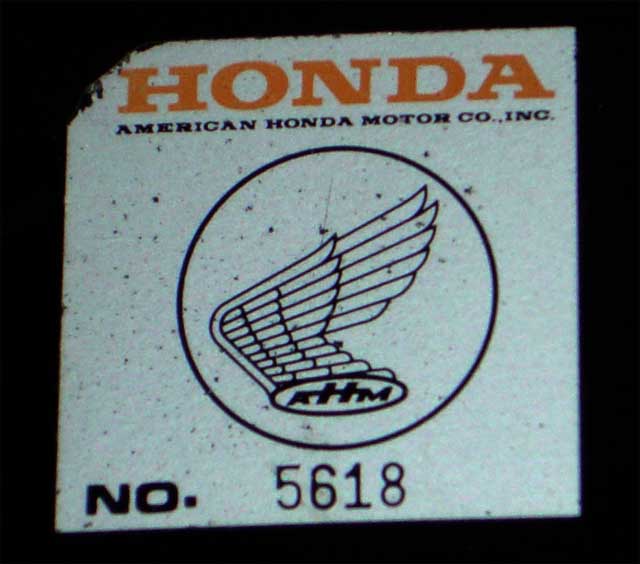 HONDA
AMERICAN HONDA MOTOR CO.,INC.
AHM
NO. 5618